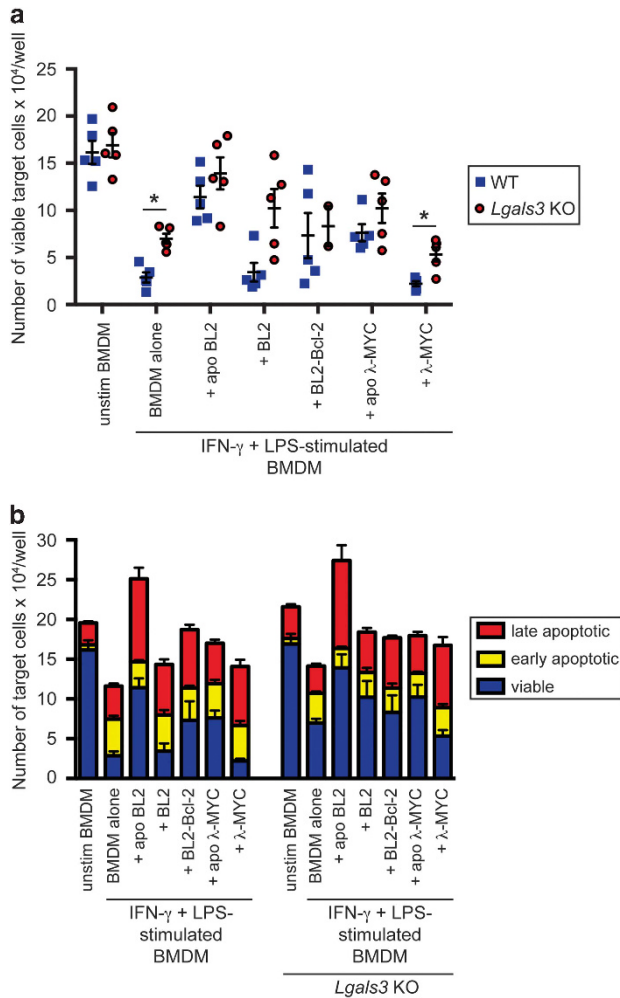 a
Number of viable target cells x 10⁴/well
25
20
15
10
5
0
*
*
WT
Lgals3 KO
unstim BMDM
BMDM alone
+ apo BL2
+ BL2
+ BL2-Bcl-2
+ apo λ-MYC
+ λ-MYC
IFN-γ + LPS-stimulated
BMDM
b
Number of target cells x 10⁴/well
30
25
20
15
10
5
0
late apoptotic
early apoptotic
viable
unstim BMDM
BMDM alone
+ apo BL2
+ BL2
+ BL2-Bcl-2
+ apo λ-MYC
+ λ-MYC
unstim BMDM
BMDM alone
+ apo BL2
+ BL2
+ BL2-Bcl-2
+ apo λ-MYC
+ λ-MYC
IFN-γ + LPS-
stimulated
BMDM
IFN-γ + LPS-
stimulated
BMDM
Lgals3 KO